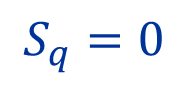 S_q = 0